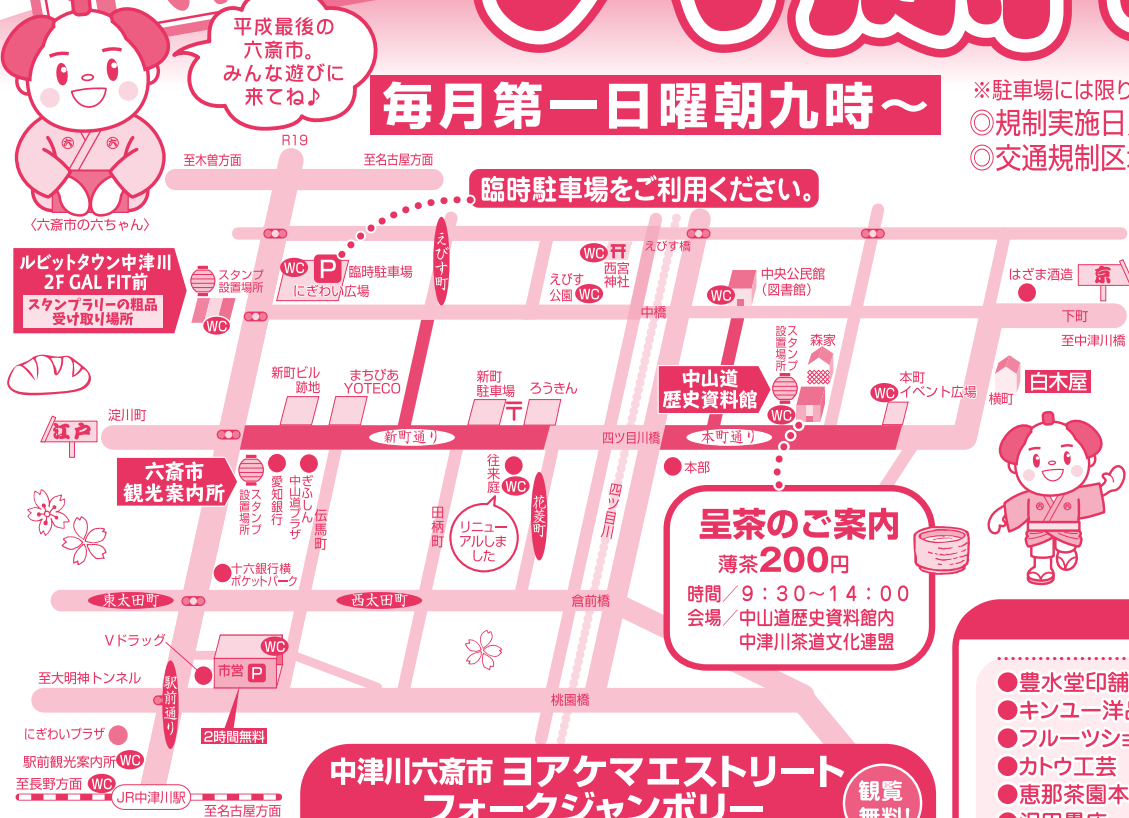 平成最後の
六斎市。
みんな遊びに
来てね♪
毎月第一日曜朝九時～
※駐車場には限り
◎規制実施日
◎交通規制区
〈六斎市の六ちゃん〉
R19
至木曽方面
至名古屋方面
臨時駐車場をご利用ください。
ルビットタウン中津川
2F GAL FIT前
スタンプラリーの粗品
受け取り場所
スタンプ
設置場所
WC
WC
P
臨時駐車場
にぎわい広場
えびす町
WC
西宮
神社
えびす
公園
WC
えびす橋
中央公民館
(図書館)
WC
はざま酒造
京
下町
至中津川橋
中橋
スタンプ
設置場所
森家
中山道
歴史資料館
WC
本町
イベント広場
WC
横町
白木屋
新町ビル
跡地
まちぴあ
YOTECO
新町
駐車場
〒
ろうきん
淀川町
江戸
新町通り
四ツ目川橋
本町通り
本部
六斎市
観光案内所
スタンプ
設置場所
愛知銀行
ぎふしん
中山道プラザ
伝馬町
田柄町
往来庭
WC
リニュー
アルしま
した
花菱町
四ツ目川
呈茶のご案内
薄茶200円
時間／9：30～14：00
会場／中山道歴史資料館内
中津川茶道文化連盟
十六銀行横
ポケットパーク
東太田町
西太田町
倉前橋
Vドラッグ
WC
市営 P
至大明神トンネル
駅前通り
桃園橋
2時間無料
にぎわいプラザ
駅前観光案内所 WC
至長野方面 WC
JR中津川駅
至名古屋方面
中津川六斎市 ヨアケマエストリート
フォークジャンボリー
観覧
無料!
●豊水堂印舗
●キンユー洋
●フルーツショ
●カトウ工芸
●恵那茶園本